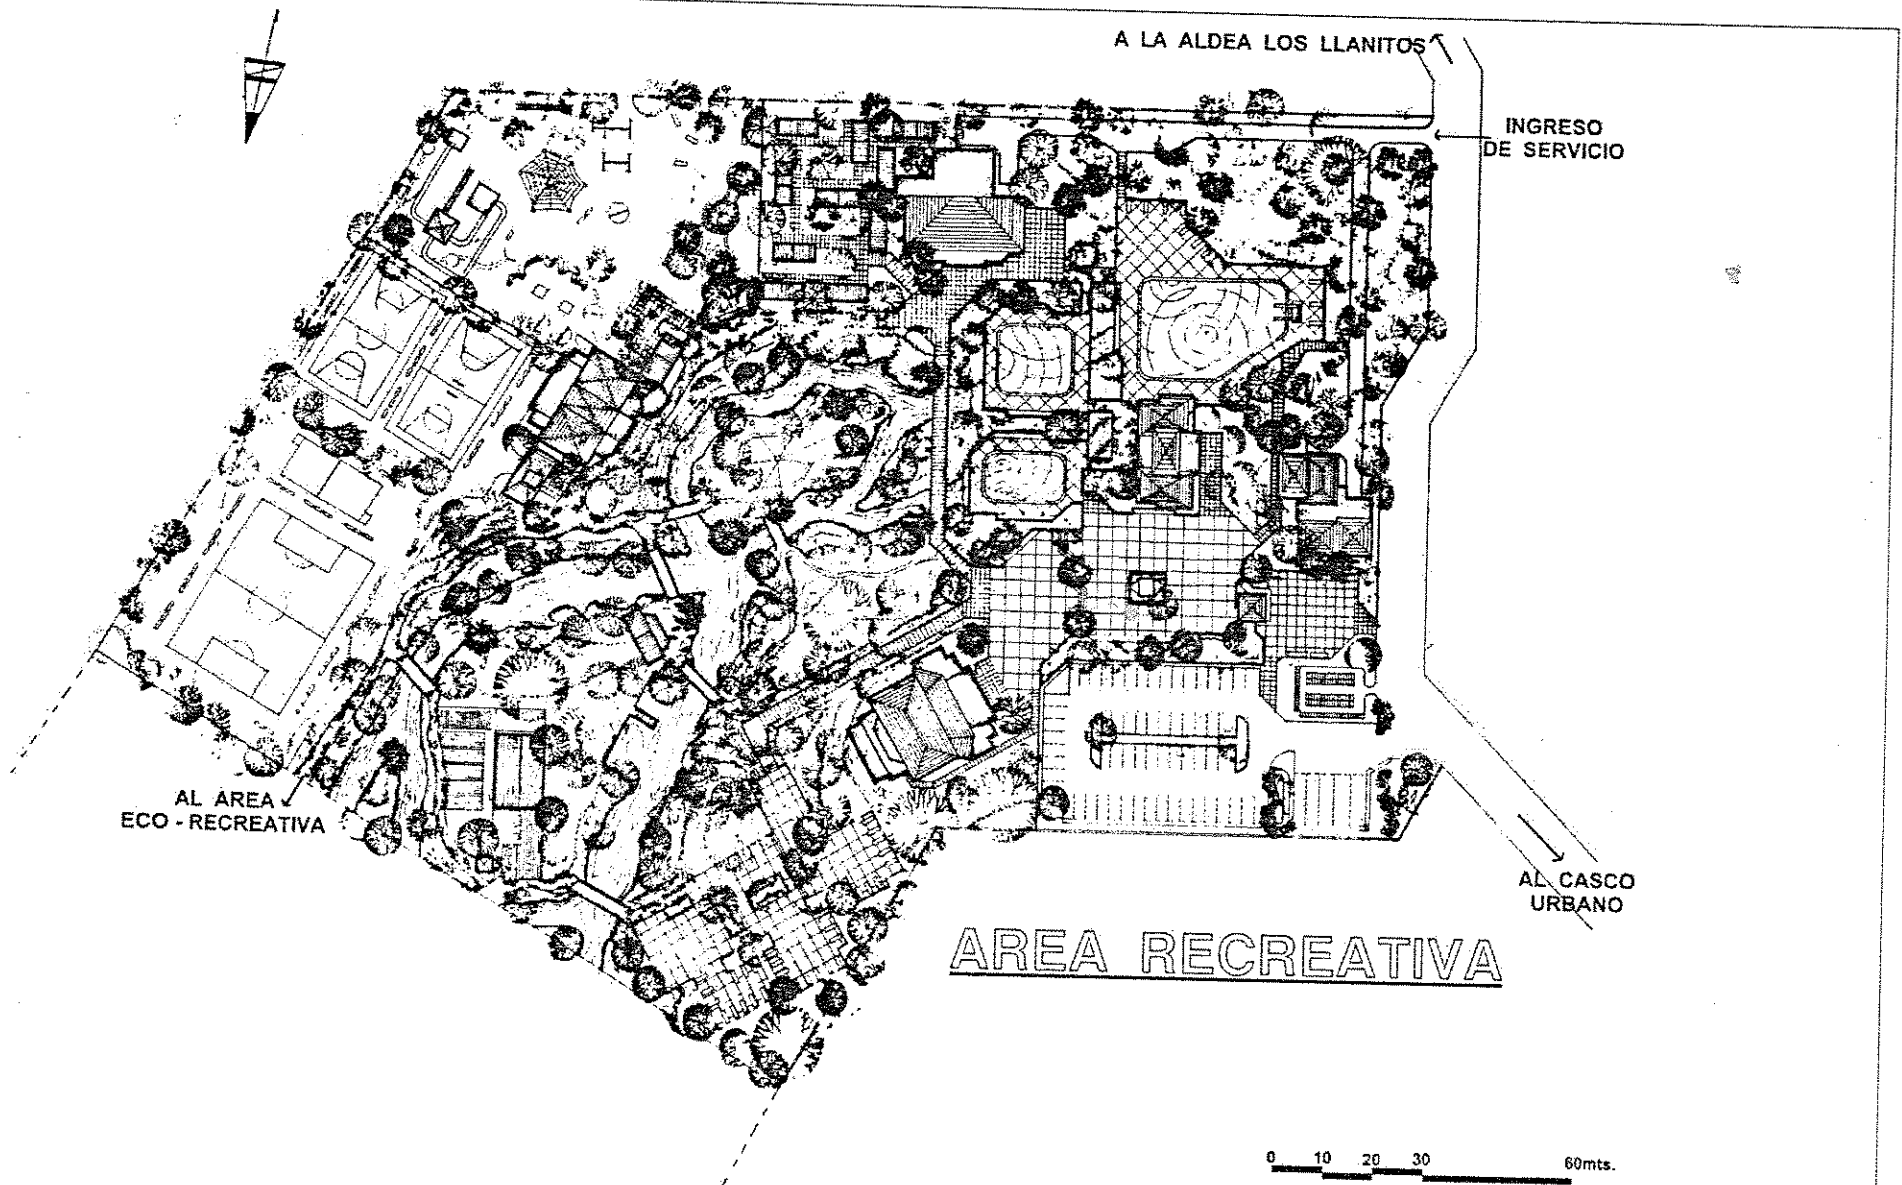 A LA ALDEA LOS LLANITOS
INGRESO
DE SERVICIO
AL AREA
ECO - RECREATIVA
AL CASCO
URBANO
AREA RECREATIVA
0 10 20 30 60mts.